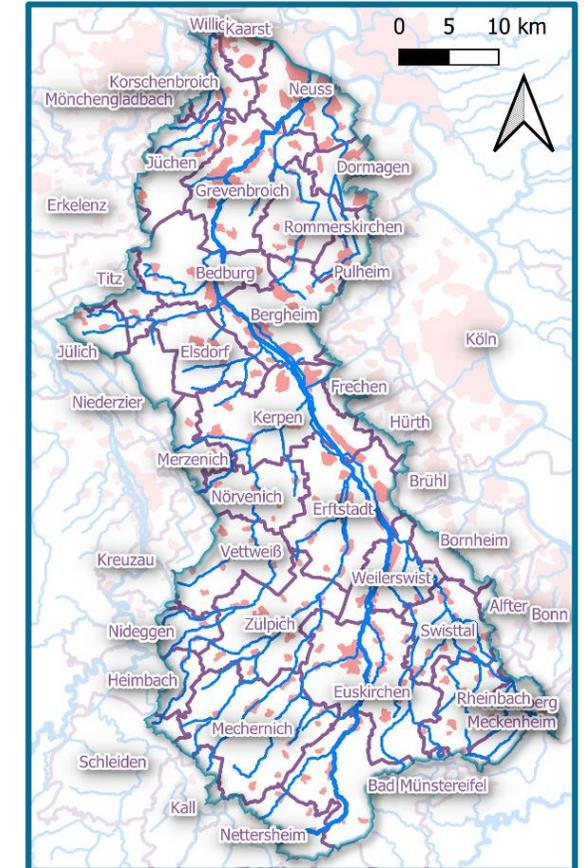 Willic Kaarst
0 5 10 km
Korschenbroich
Mönchengladbach
Neuss
Jüchen
Dormagen
Grevenbroich
Erkelenz
Rommerskirchen
Titz
Bedburg
Pulheim
Bergheim
Köln
Jülich
Elsdorf
Frechen
Niederzier
Kerpen
Hürth
Merzenich
Brühl
Nörvenich
Erftstadt
Bornheim
Vettweiß
Kreuzau
Weilerswist
Alfter
Bonn
Nideggen
Zülpich
Swisttal
Heimbach
Euskirchen
Rheinbach erg
Meckenheim
Mechernich
Schleiden
Bad Münstereifel
Kall
Nettersheim